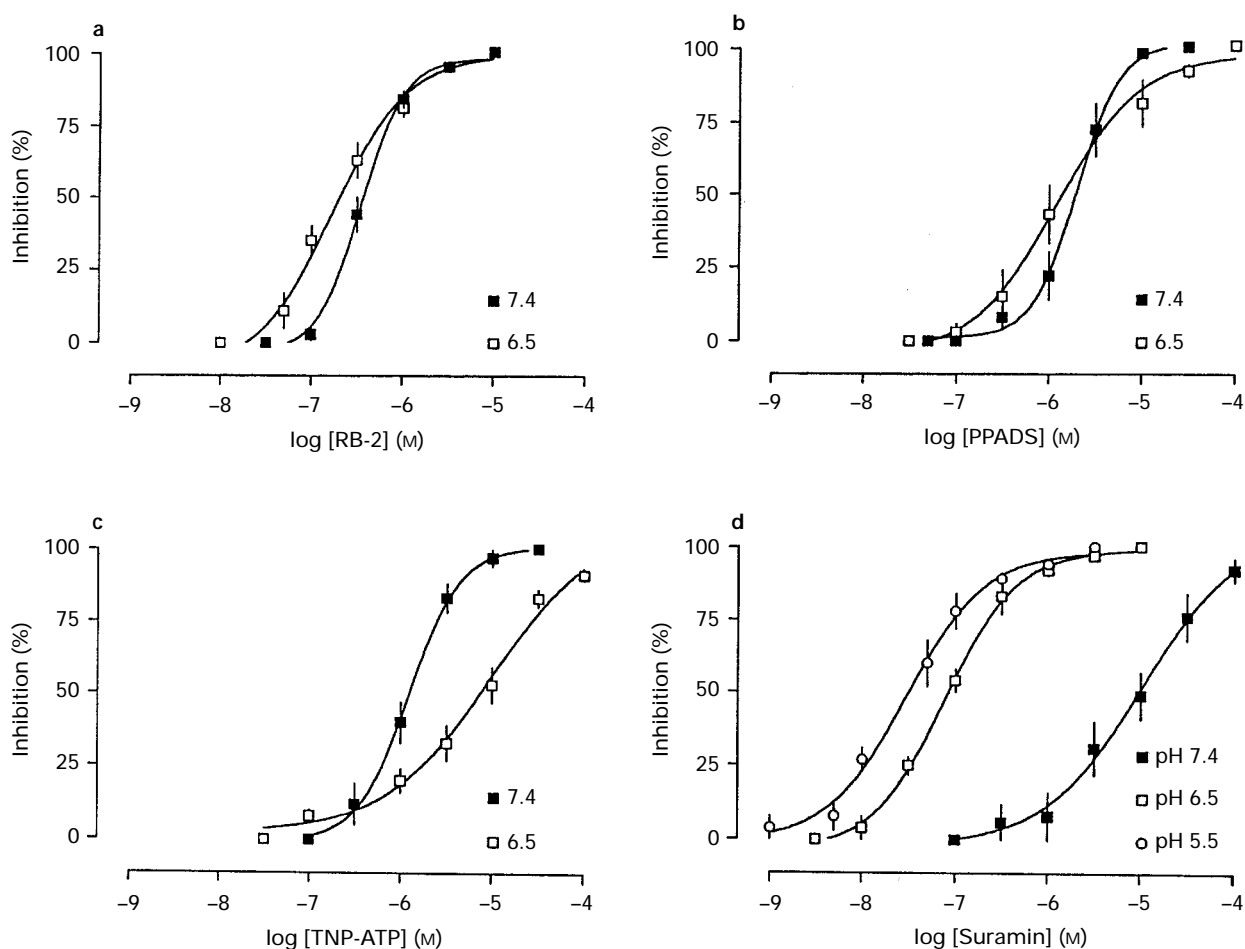 a
Inhibition (%)
100
75
50
25
0
■ 7.4
□ 6.5
–9 –8 –7 –6 –5 –4
log [RB-2] (M)
b
Inhibition (%)
100
75
50
25
0
■ 7.4
□ 6.5
–9 –8 –7 –6 –5 –4
log [PPADS] (M)
c
Inhibition (%)
100
75
50
25
0
■ 7.4
□ 6.5
–9 –8 –7 –6 –5 –4
log [TNP-ATP] (M)
d
Inhibition (%)
100
75
50
25
0
■ pH 7.4
□ pH 6.5
○ pH 5.5
–9 –8 –7 –6 –5 –4
log [Suramin] (M)